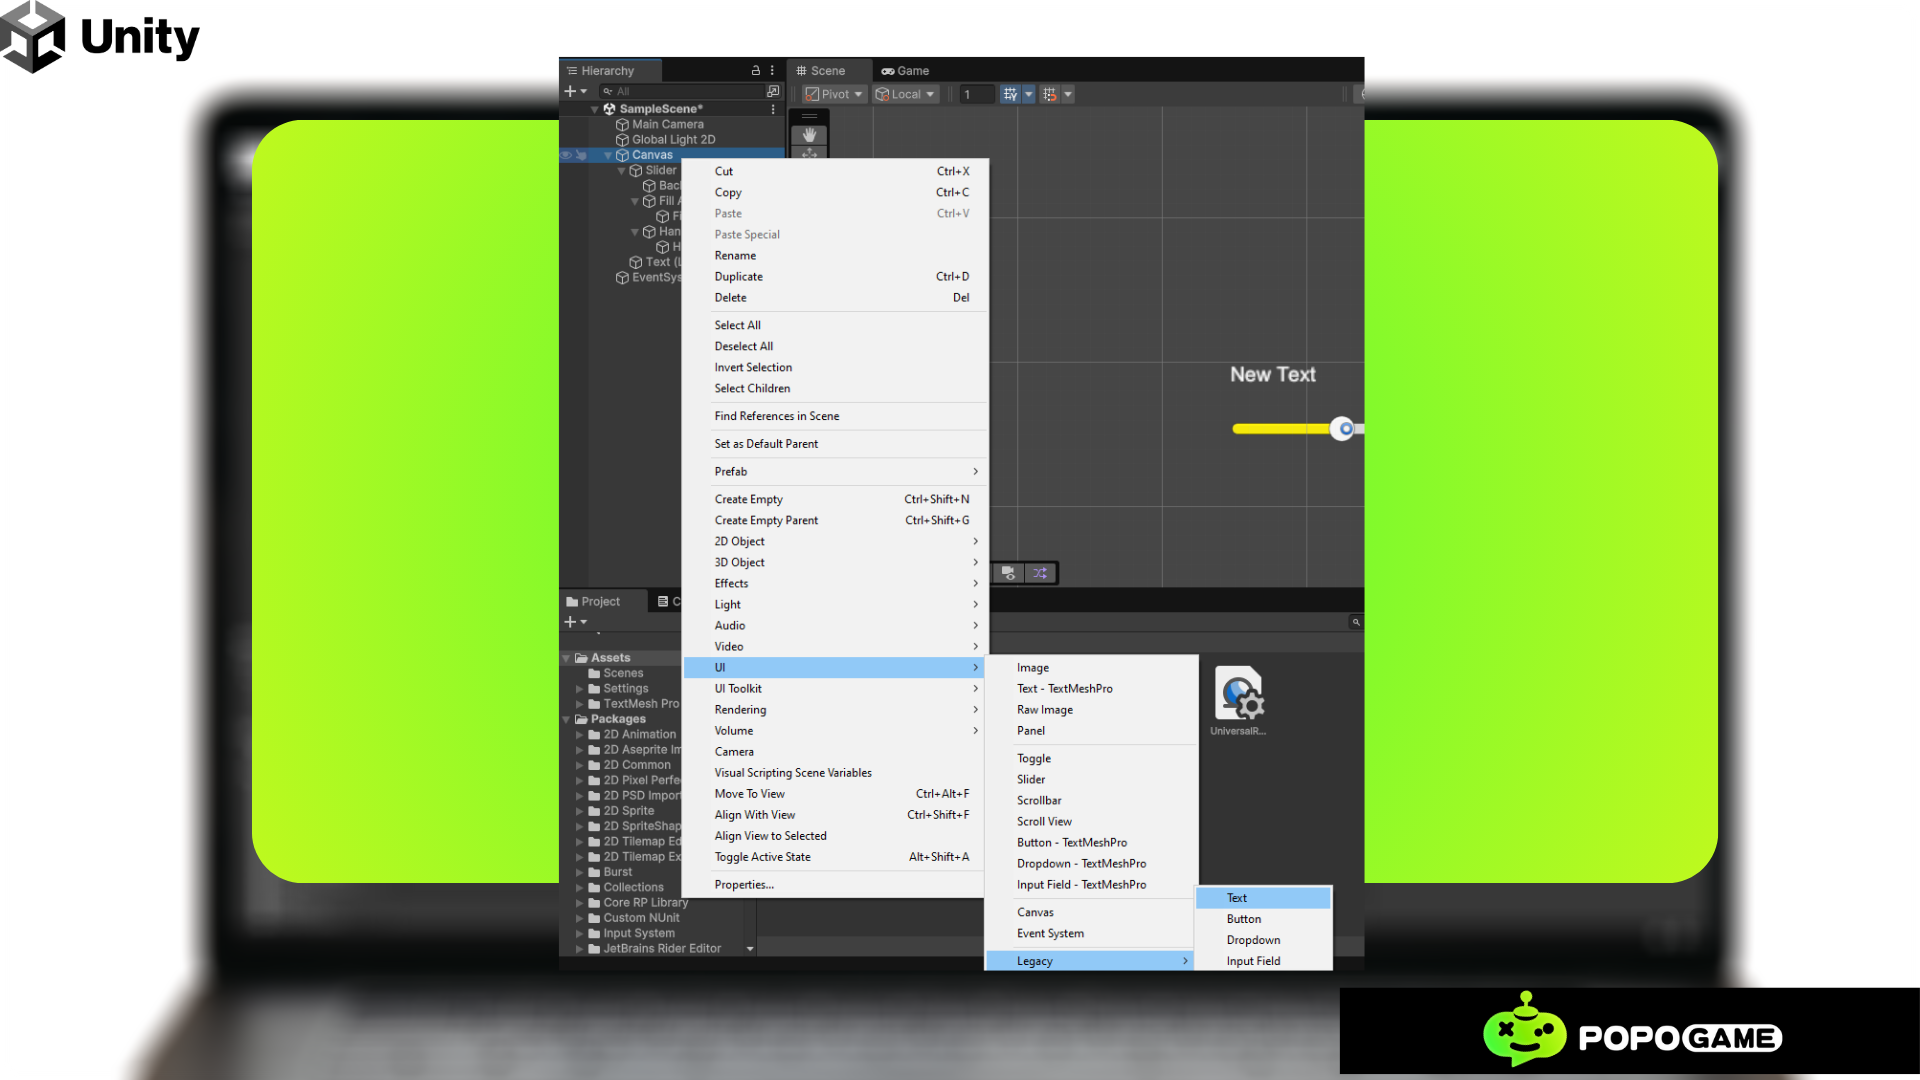 Unity
Hierarchy
All
SampleScene*
Main Camera
Global Light 2D
Canvas
Slider
Text
EventSys
Scene
Game
Pivot
Local
1
Cut Ctrl+X
Copy Ctrl+C
Paste Ctrl+V
Paste Special
Rename
Duplicate Ctrl+D
Delete Del
Select All
Deselect All
Invert Selection
Select Children
Find References in Scene
Set as Default Parent
Prefab
Create Empty Ctrl+Shift+N
Create Empty Parent Ctrl+Shift+G
2D Object
3D Object
Effects
Light
Audio
Video
UI
UI Toolkit
Rendering
Volume
Camera
Visual Scripting Scene Variables
Move To View Ctrl+Alt+F
Align With View Ctrl+Shift+F
Align View to Selected
Toggle Active State Alt+Shift+A
Properties...
New Text
Project
Assets
Scenes
Settings
TextMesh Pro
Packages
2D Animation
2D Aseprite Im
2D Common
2D Pixel Perfe
2D PSD Import
2D Sprite
2D SpriteShap
2D Tilemap Ed
2D Tilemap Ex
Burst
Collections
Core RP Library
Custom NUnit
Input System
JetBrains Rider Editor
Image
Text - TextMeshPro
Raw Image
Panel
Toggle
Slider
Scrollbar
Scroll View
Button - TextMeshPro
Dropdown - TextMeshPro
Input Field - TextMeshPro
Canvas
Event System
Legacy
Text
Button
Dropdown
Input Field
UniversalR...
POPOGAME